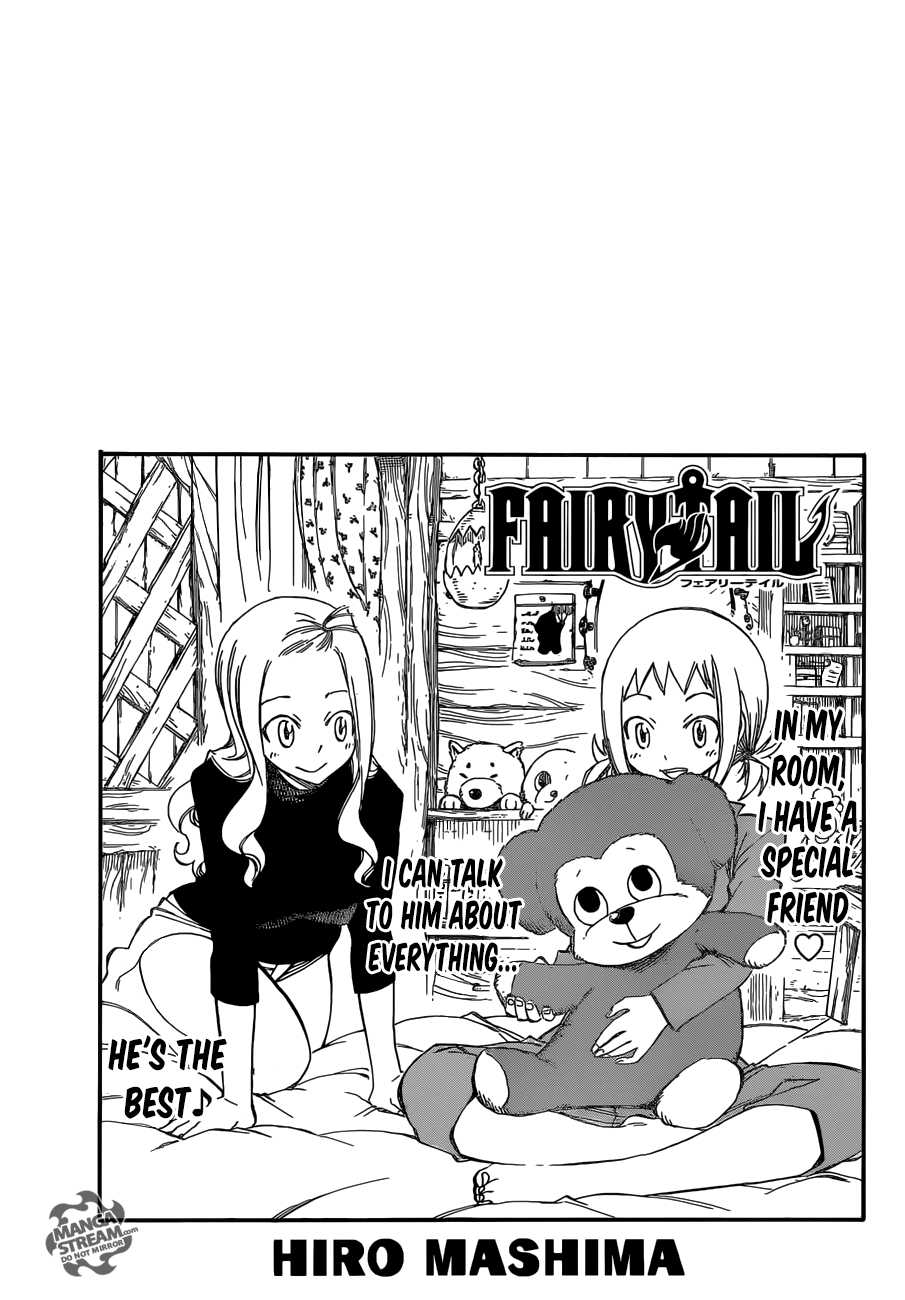 FAIRY TAIL
フェアリーテイル
IN MY
ROOM,
I HAVE A
SPECIAL
FRIEND
♡
I CAN TALK
TO HIM ABOUT
EVERYTHING...
HE'S THE
BEST♪
MANGA
STREAM.com
DO NOT MIRROR
HIRO MASHIMA